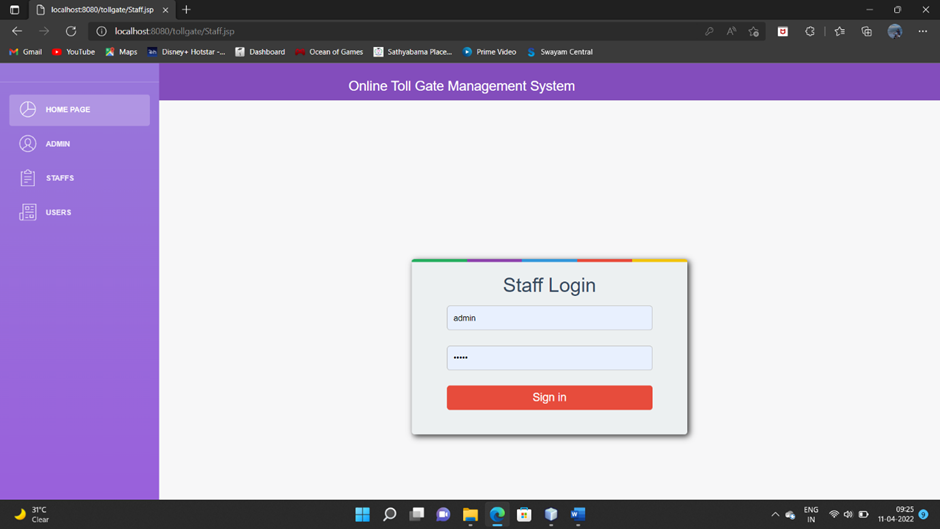 localhost:8080/tollgate/Staff.jsp
localhost:8080/tollgate/Staff.jsp
Gmail YouTube Maps Disney+ Hotstar -... Dashboard Ocean of Games Sathyabama Place... Prime Video Swayam Central
Online Toll Gate Management System
HOME PAGE
ADMIN
STAFFS
USERS
Staff Login
admin
•••••
Sign in
31°C
Clear
ENG
IN
09:25
11-04-2022